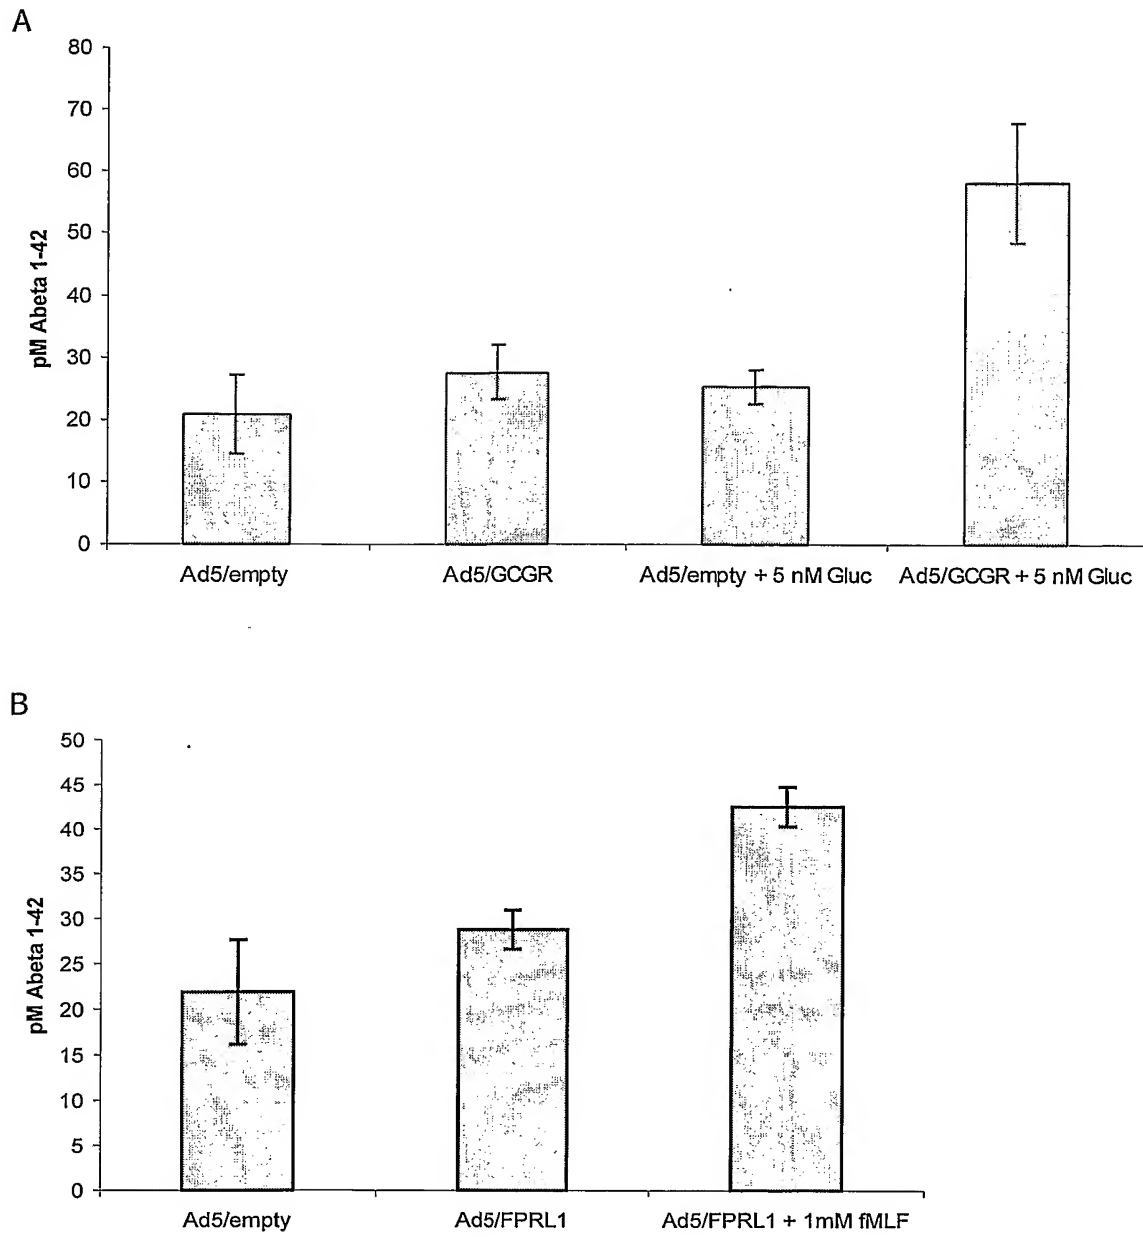 A
80
70
60
50
40
30
20
10
0
pM Abeta 1-42
Ad5/empty
Ad5/GCGR
Ad5/empty + 5 nM Gluc
Ad5/GCGR + 5 nM Gluc
B
50
45
40
35
30
25
20
15
10
5
0
pM Abeta 1-42
Ad5/empty
Ad5/FPRL1
Ad5/FPRL1 + 1mM fMLF